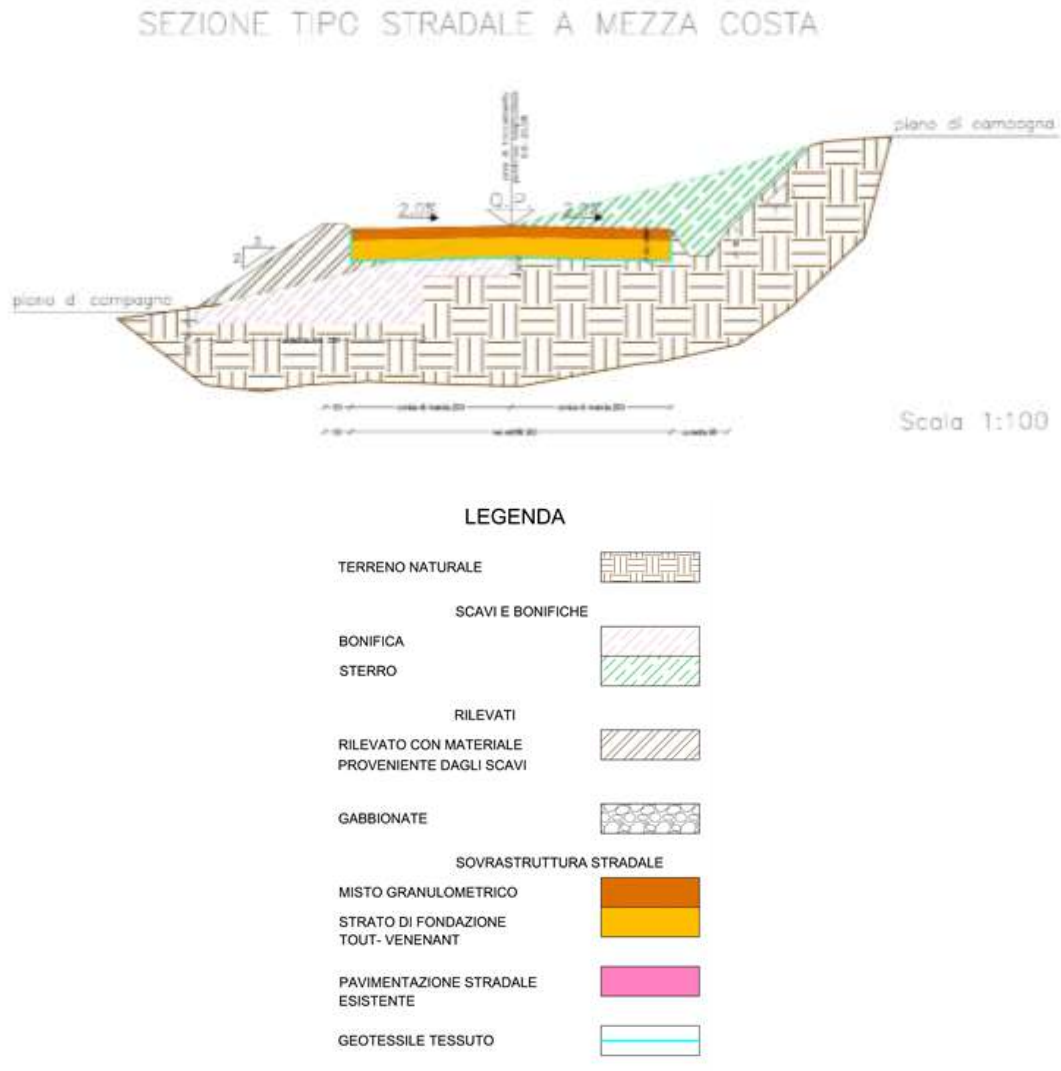 SEZIONE TIPO STRADALE A MEZZA COSTA
piano di campagna
Q.P
2.0%
2.0%
3
2
piano di campagna
Scala 1:100
LEGENDA
TERRENO NATURALE
SCAVI E BONIFICHE
BONIFICA
STERRO
RILEVATI
RILEVATO CON MATERIALE
PROVENIENTE DAGLI SCAVI
GABBIONATE
SOVRASTRUTTURA STRADALE
MISTO GRANULOMETRICO
STRATO DI FONDAZIONE
TOUT- VENENANT
PAVIMENTAZIONE STRADALE
ESISTENTE
GEOTESSILE TESSUTO